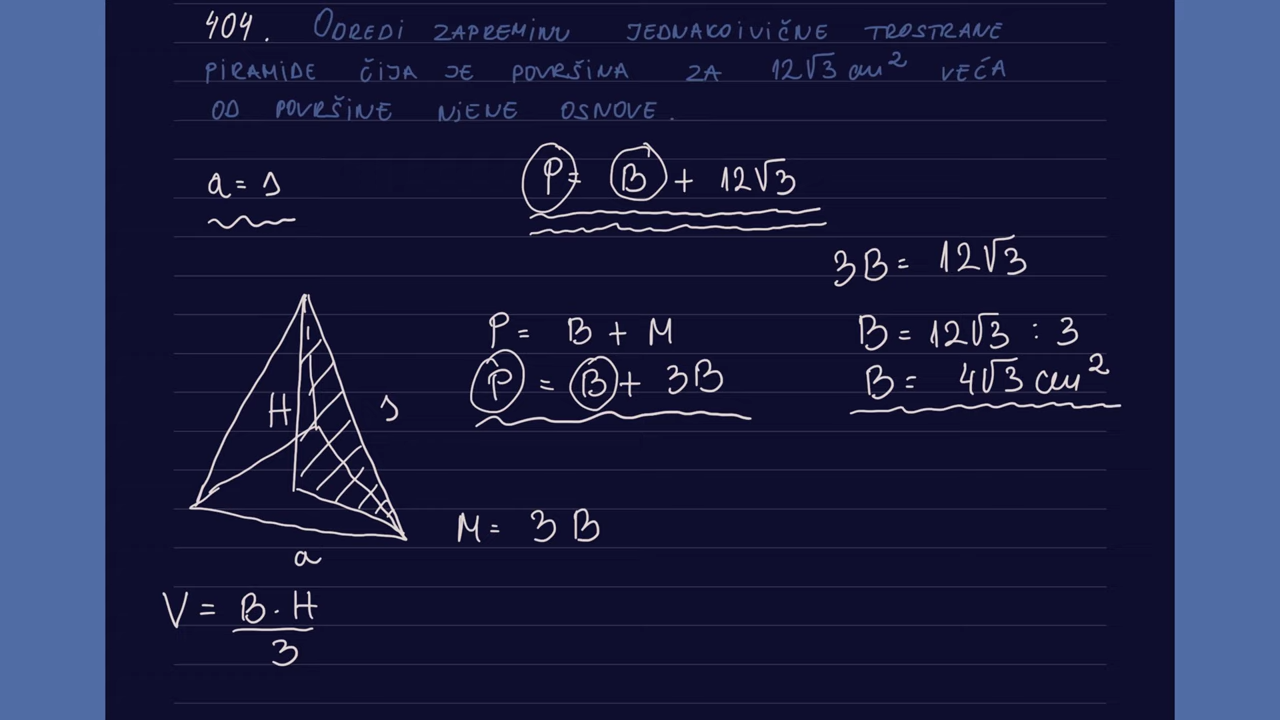 404. ODREDI ZAPREMINU JEDNAKOIVIČNE TROSTRANE
PIRAMIDE ČIJA JE POVRŠINA ZA 12√3 cm² VEĆA
OD POVRŠINE NJENE OSNOVE.
a = s
P = B + 12√3
3B = 12√3
P = B + M
B = 12√3 : 3
P = B + 3B
B = 4√3 cm²
H
s
M = 3B
a
V = B · H
3